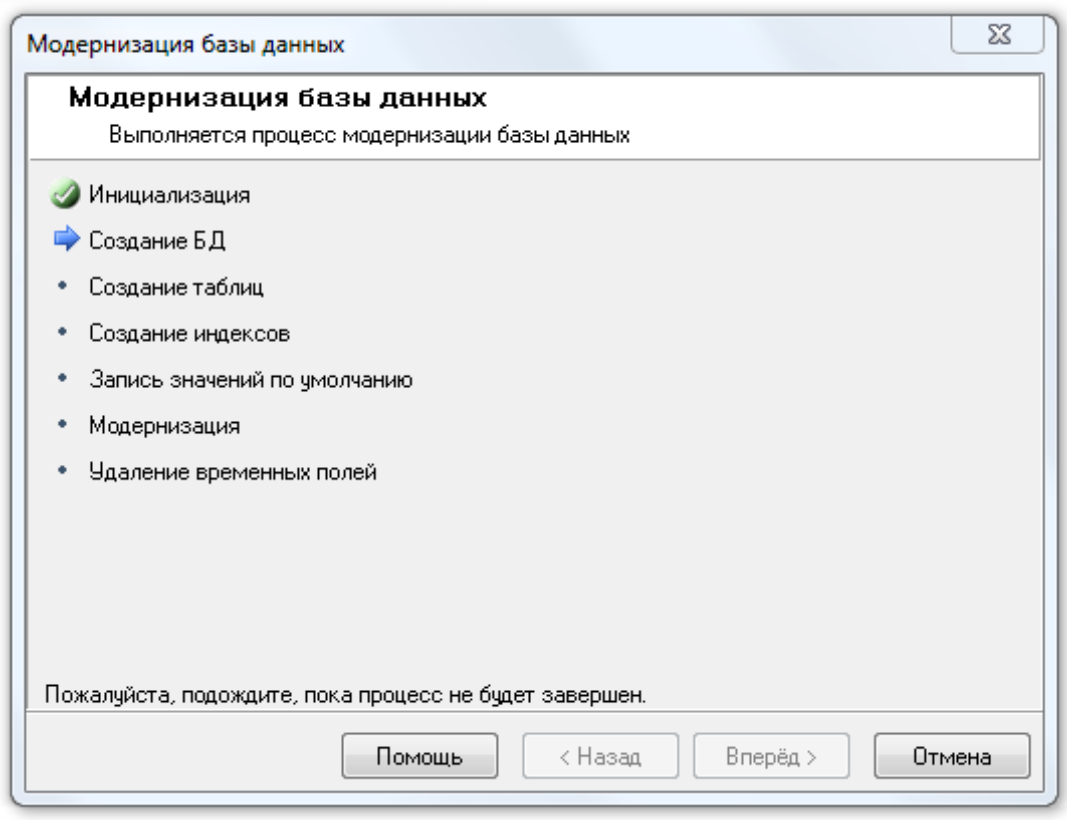 Модернизация базы данных
Модернизация базы данных
Выполняется процесс модернизации базы данных
Инициализация
Создание БД
Создание таблиц
Создание индексов
Запись значений по умолчанию
Модернизация
Удаление временных полей
Пожалуйста, подождите, пока процесс не будет завершен.
Помощь
< Назад
Вперёд >
Отмена